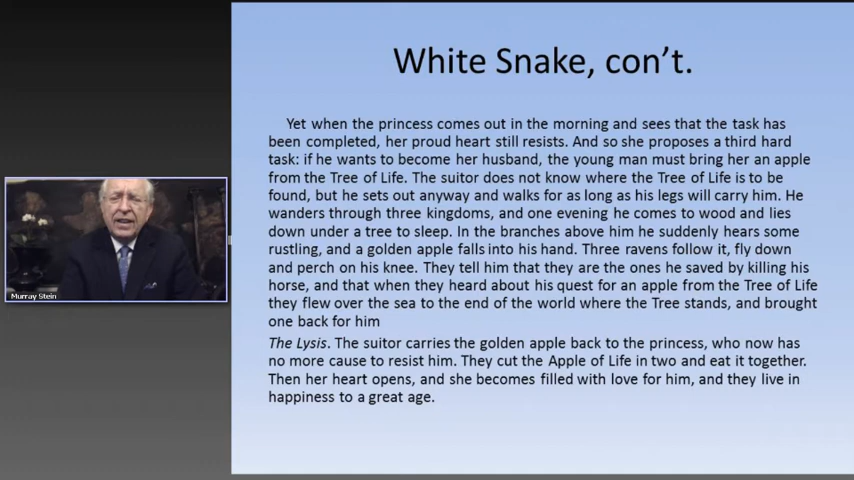 White Snake, con't.
Yet when the princess comes out in the morning and sees that the task has
been completed, her proud heart still resists. And so she proposes a third hard
task: if he wants to become her husband, the young man must bring her an apple
from the Tree of Life. The suitor does not know where the Tree of Life is to be
found, but he sets out anyway and walks for as long as his legs will carry him. He
wanders through three kingdoms, and one evening he comes to wood and lies
down under a tree to sleep. In the branches above him he suddenly hears some
rustling, and a golden apple falls into his hand. Three ravens follow it, fly down
and perch on his knee. They tell him that they are the ones he saved by killing his
horse, and that when they heard about his quest for an apple from the Tree of Life
they flew over the sea to the end of the world where the Tree stands, and brought
one back for him
The Lysis. The suitor carries the golden apple back to the princess, who now has
no more cause to resist him. They cut the Apple of Life in two and eat it together.
Then her heart opens, and she becomes filled with love for him, and they live in
happiness to a great age.
Murray Stein